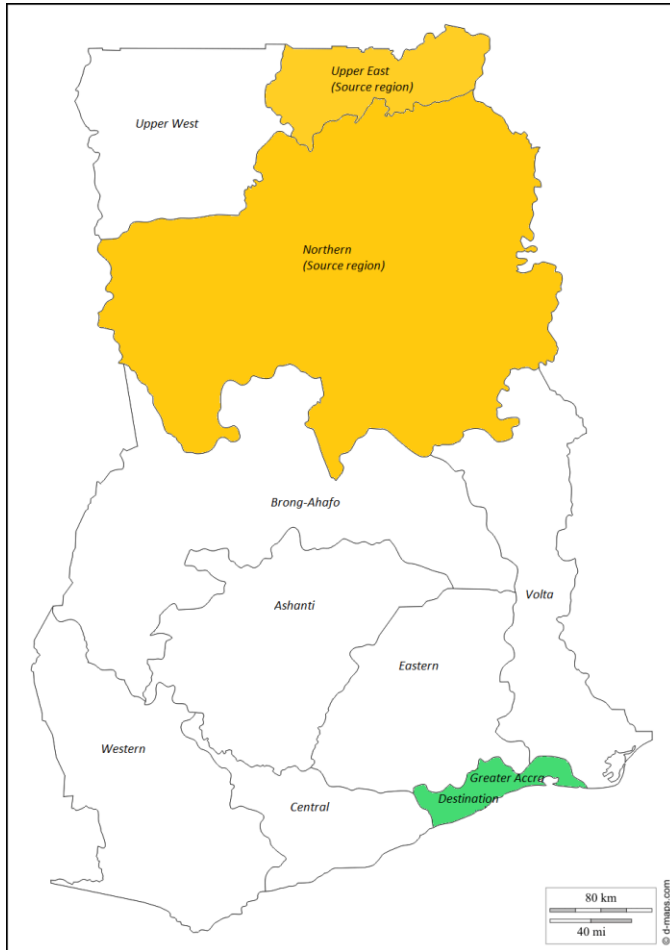 Upper East
(Source region)
Upper West
Northern
(Source region)
Brong-Ahafo
Volta
Ashanti
Eastern
Western
Greater Accra
Destination
Central
80 km
40 mi
© d-maps.com